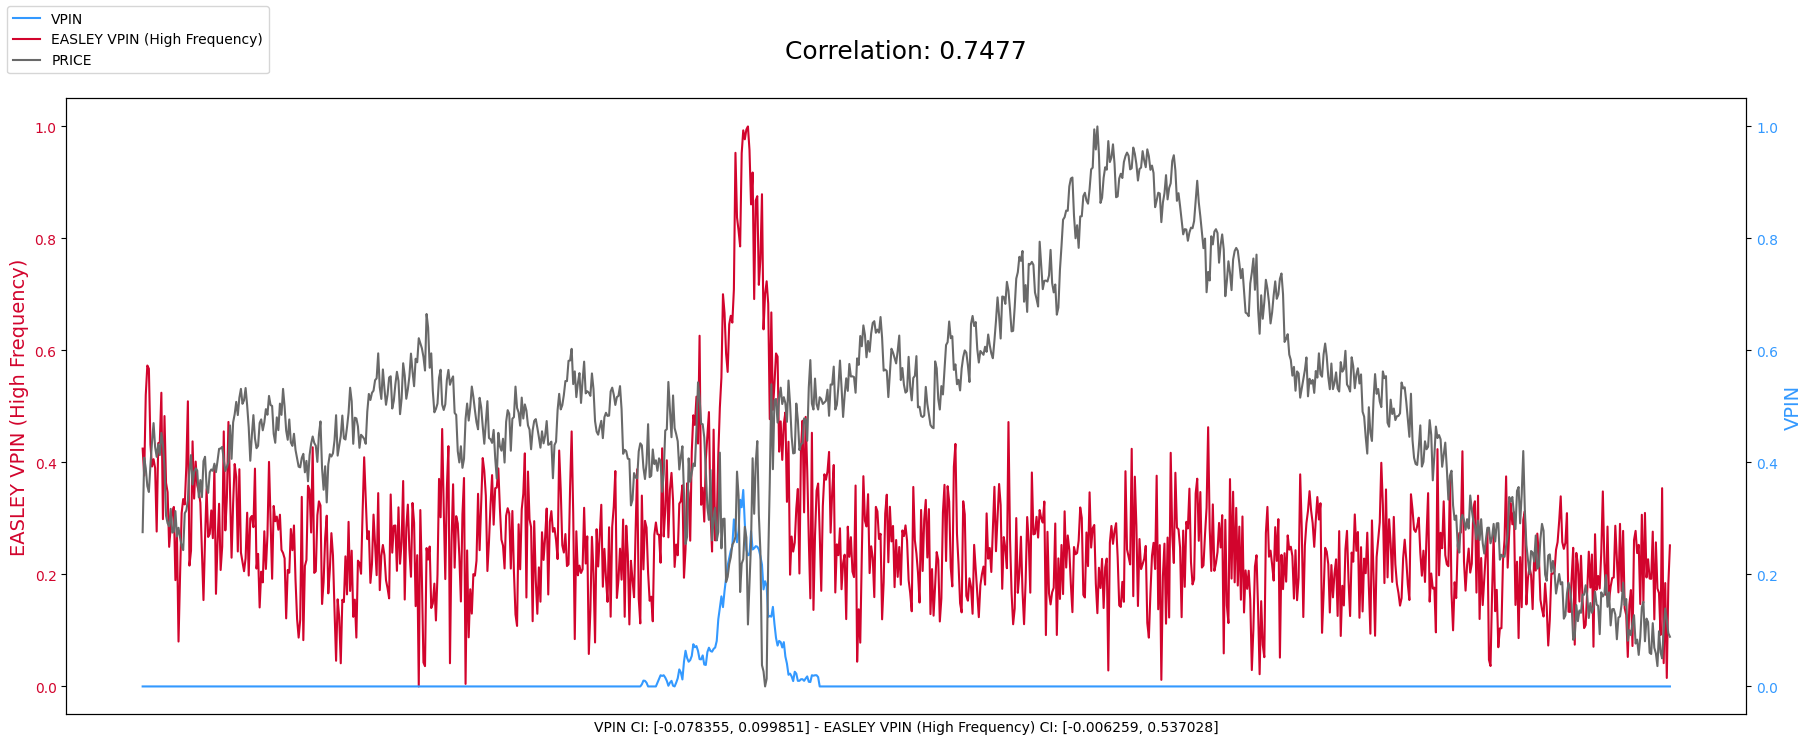 VPIN
EASLEY VPIN (High Frequency)
PRICE
Correlation: 0.7477
EASLEY VPIN (High Frequency)
1.0
0.8
0.6
0.4
0.2
0.0
1.0
0.8
0.6
0.4
0.2
0.0
VPIN
VPIN CI: [-0.078355, 0.099851] - EASLEY VPIN (High Frequency) CI: [-0.006259, 0.537028]